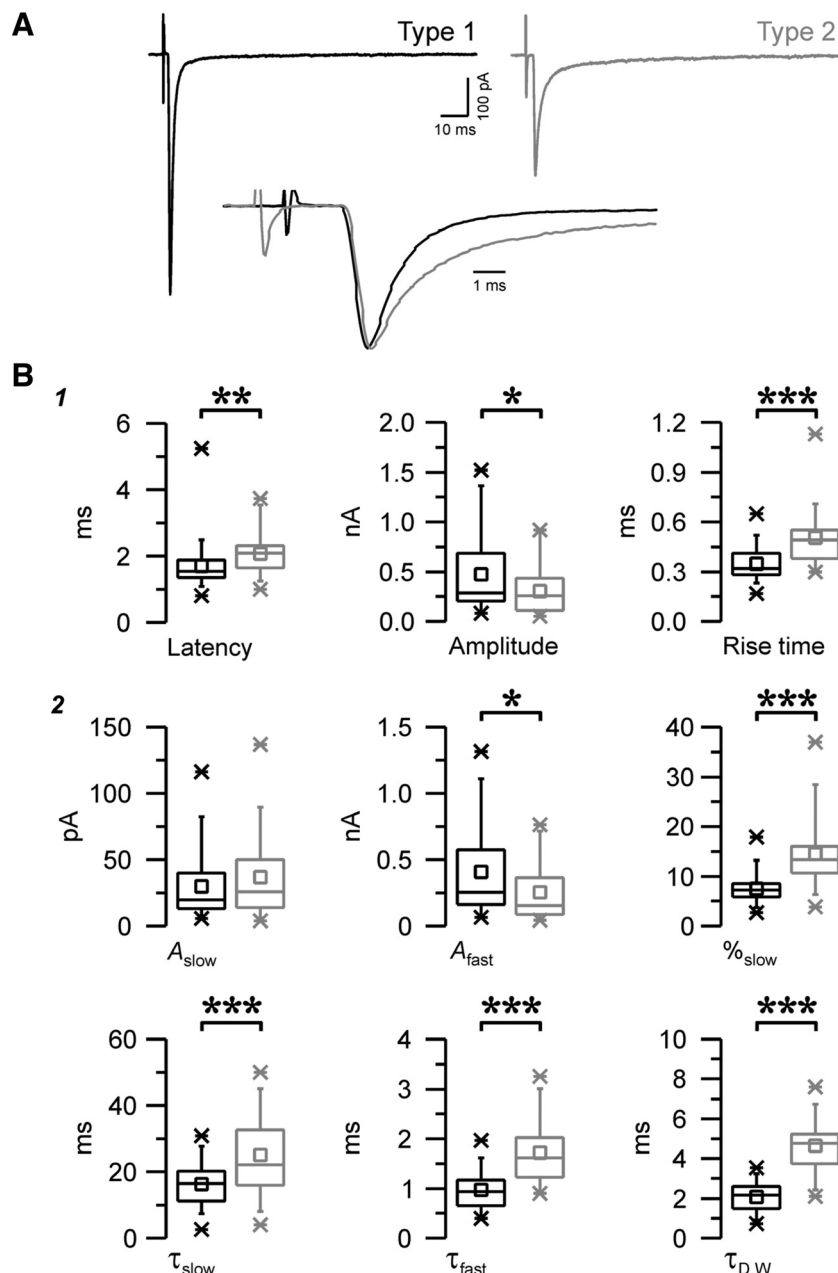 A
Type 1
Type 2
100 pA
10 ms
1 ms
B
1
**
*
***
6
4
2
0
ms
Latency
2.0
1.5
1.0
0.5
0.0
nA
Amplitude
1.2
0.9
0.6
0.3
0.0
ms
Rise time
2
*
***
150
100
50
0
pA
Aslow
1.5
1.0
0.5
0.0
nA
Afast
40
30
20
10
0
%slow
***
***
***
60
40
20
0
ms
τslow
4
3
2
1
0
ms
τfast
10
8
6
4
2
0
ms
τD,W